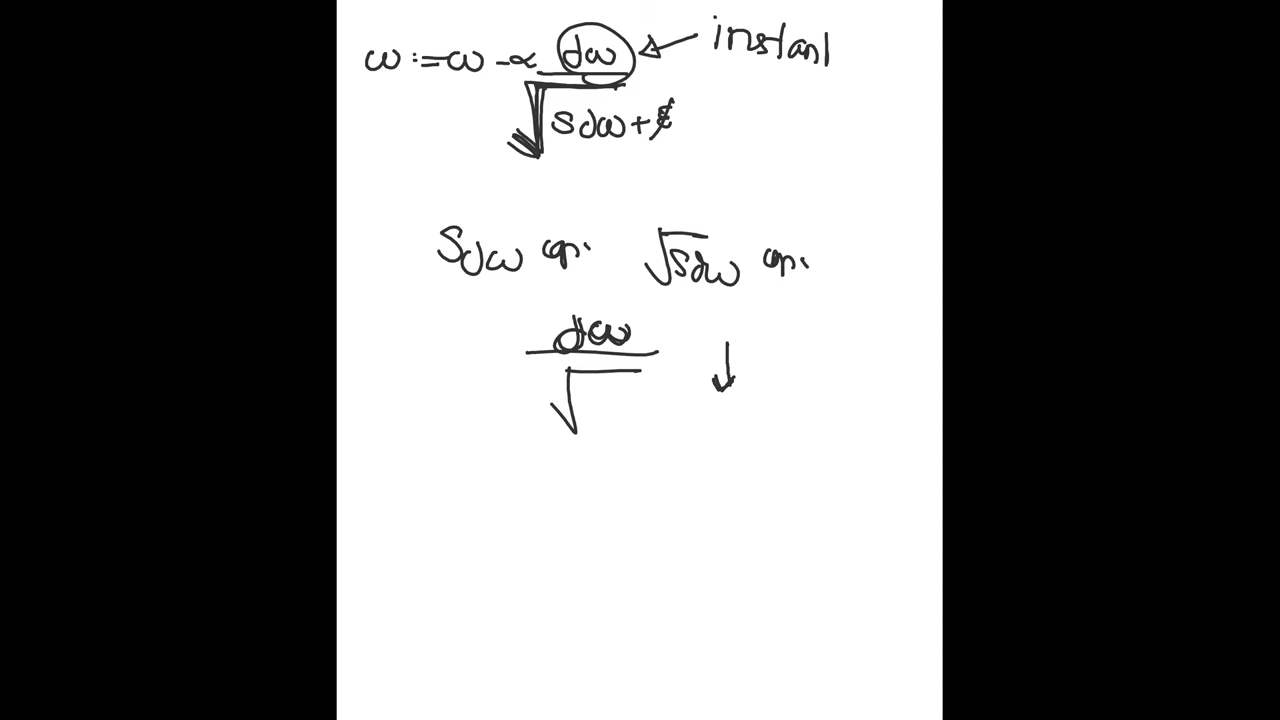 ω := ω - α dω / √(Sdω + ε) ← instant
Sdω √Sdω
dω / √ ↓